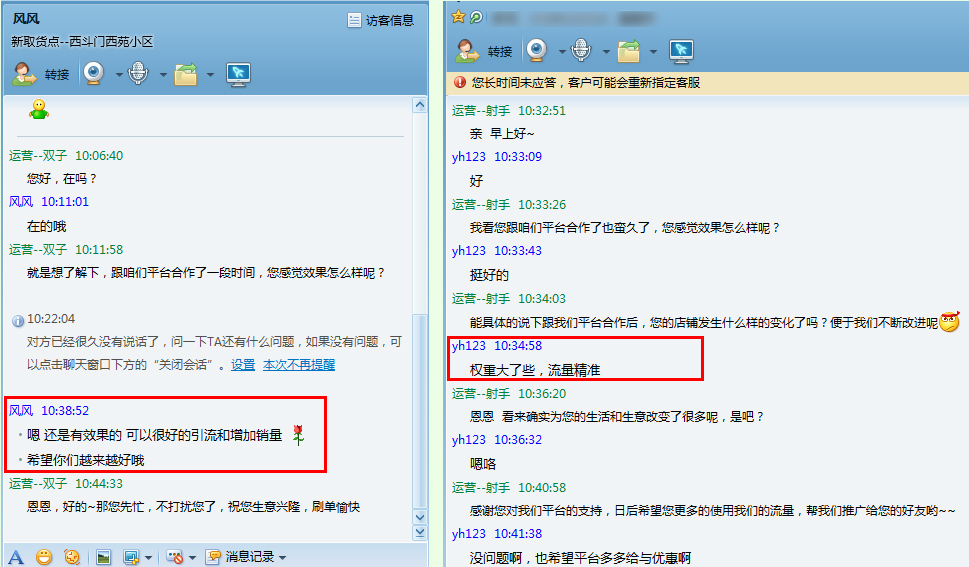 风风
访客信息
新取货点--西斗门西苑小区
转接
运营--双子 10:06:40
您好，在吗？
风风 10:11:01
在的哦
运营--双子 10:11:58
就是想了解下，跟咱们平台合作了一段时间，您感觉效果怎么样呢？
10:22:04
对方已经很久没有说话了，问一下TA还有什么问题，如果没有问题，可
以点击聊天窗口下方的“关闭会话”。设置 本次不再提醒
风风 10:38:52
嗯 还是有效果的 可以很好的引流和增加销量
希望你们越来越好哦
运营--双子 10:44:33
恩恩，好的~那您先忙，不打扰您了，祝您生意兴隆，刷单愉快
消息记录
转接
您长时间未应答，客户可能会重新指定客服
运营--射手 10:32:51
亲 早上好~
yh123 10:33:09
好
运营--射手 10:33:26
我看您跟咱们平台合作了也蛮久了，您感觉效果怎么样呢？
yh123 10:33:43
挺好的
运营--射手 10:34:03
能具体的说下跟我们平台合作后，您的店铺发生什么样的变化了吗？便于我们不断改进呢
yh123 10:34:58
权重大了些，流量精准
运营--射手 10:36:20
恩恩 看来确实为您的生活和生意改变了很多呢，是吧？
yh123 10:36:32
嗯咯
运营--射手 10:40:58
感谢您对我们平台的支持，日后希望您更多的使用我们的流量，帮我们推广给您的好友哟~~
yh123 10:41:38
没问题啊，也希望平台多多给与优惠啊